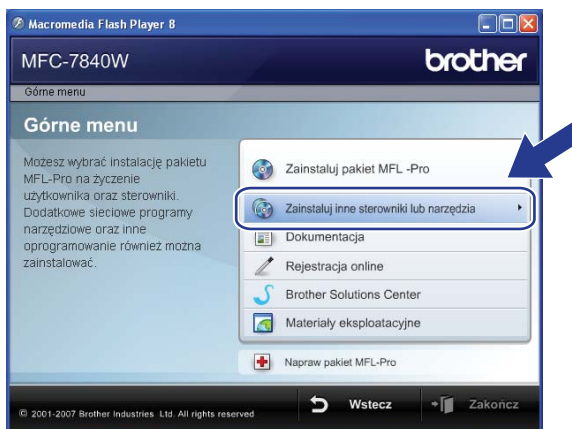 Macromedia Flash Player 8
MFC-7840W
brother
Górne menu
Górne menu
Możesz wybrać instalację pakietu
MFL-Pro na życzenie
użytkownika oraz sterowniki.
Dodatkowe sieciowe programy
narzędziowe oraz inne
oprogramowanie również można
zainstalować.
Zainstaluj pakiet MFL -Pro
Zainstaluj inne sterowniki lub narzędzia
Dokumentacja
Rejestracja online
Brother Solutions Center
Materiały eksploatacyjne
Napraw pakiet MFL-Pro
© 2001-2007 Brother Industries Ltd. All rights reserved
Wstecz
Zakończ